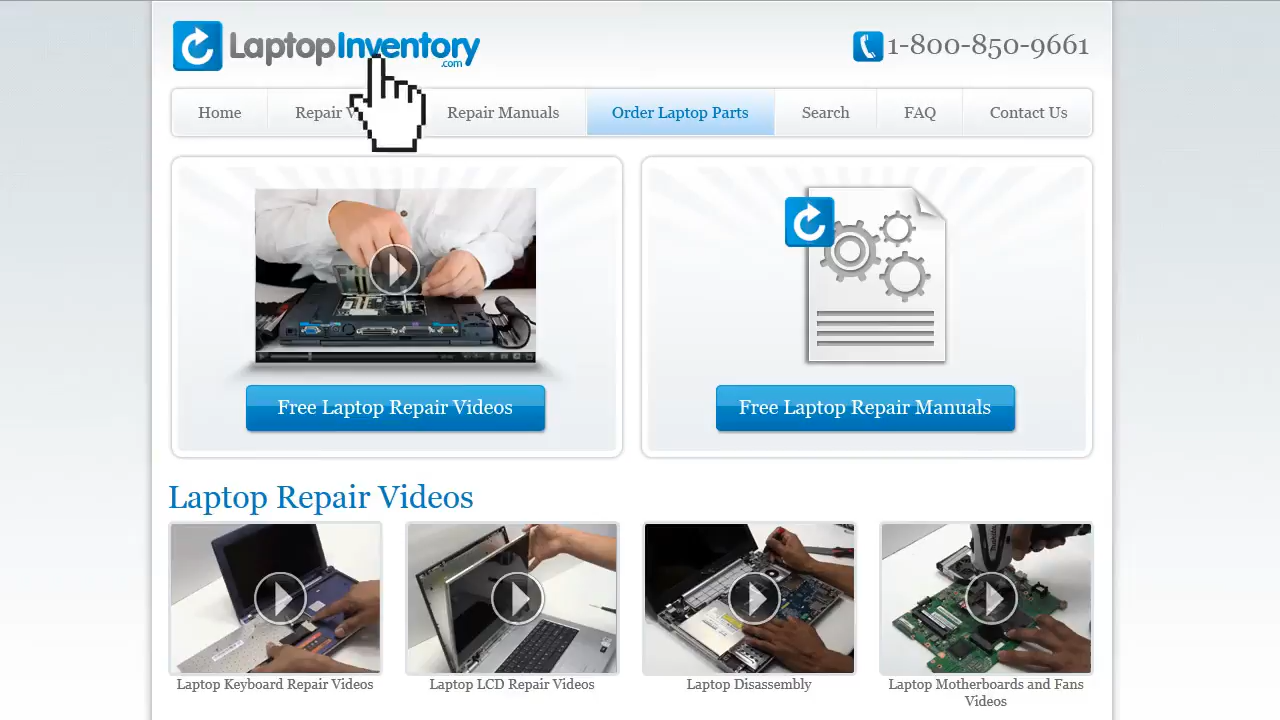 LaptopInventory
.com
1-800-850-9661
Home
Repair V
Repair Manuals
Order Laptop Parts
Search
FAQ
Contact Us
Free Laptop Repair Videos
Free Laptop Repair Manuals
Laptop Repair Videos
Laptop Keyboard Repair Videos
Laptop LCD Repair Videos
Laptop Disassembly
Laptop Motherboards and Fans
Videos